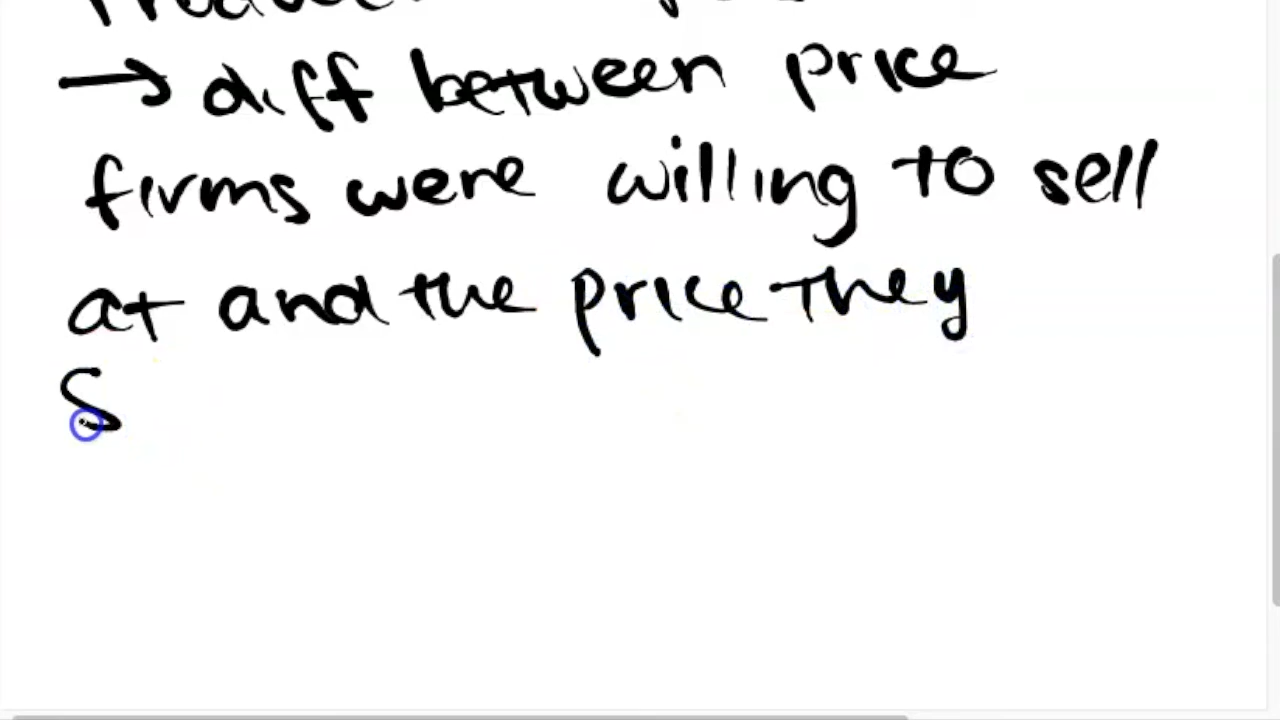 → diff between price
firms were willing to sell
at and the price they
S